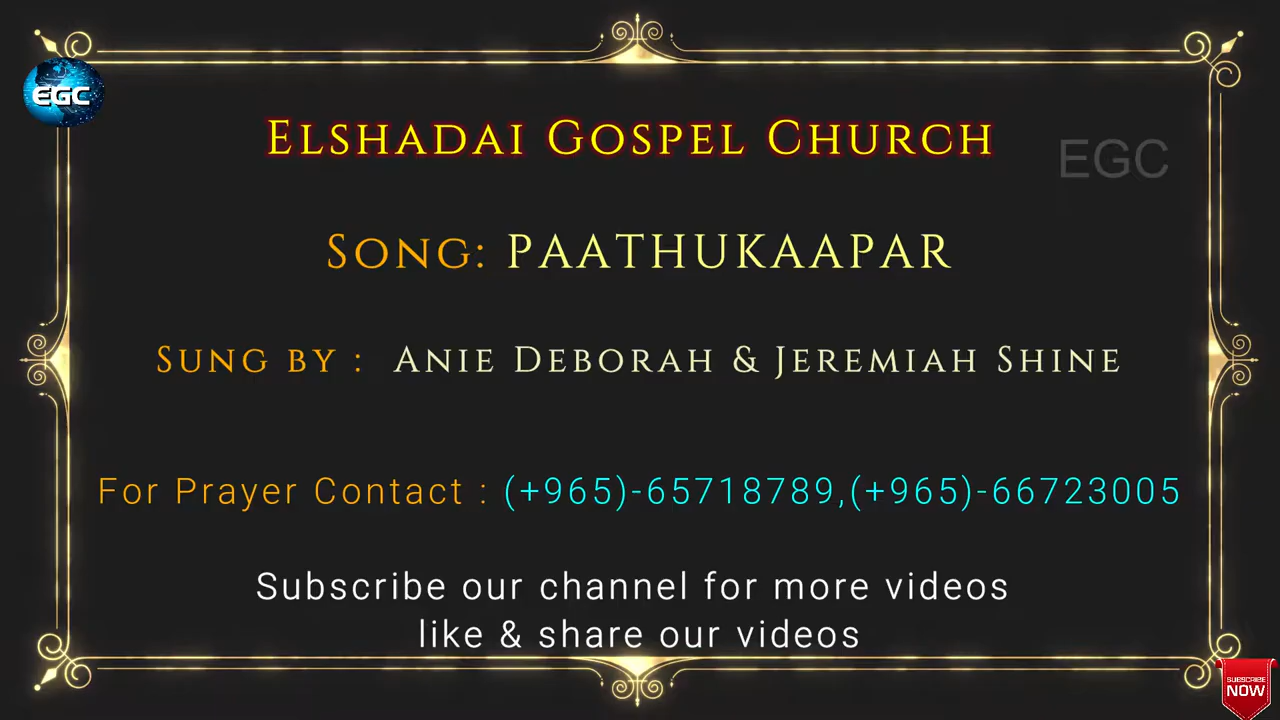 EGC
Elshadai Gospel Church
EGC
Song: PAATHUKAAPAR
Sung by : Anie Deborah & Jeremiah Shine
For Prayer Contact : (+965)-65718789,(+965)-66723005
Subscribe our channel for more videos
like & share our videos
SUBSCRIBE
NOW